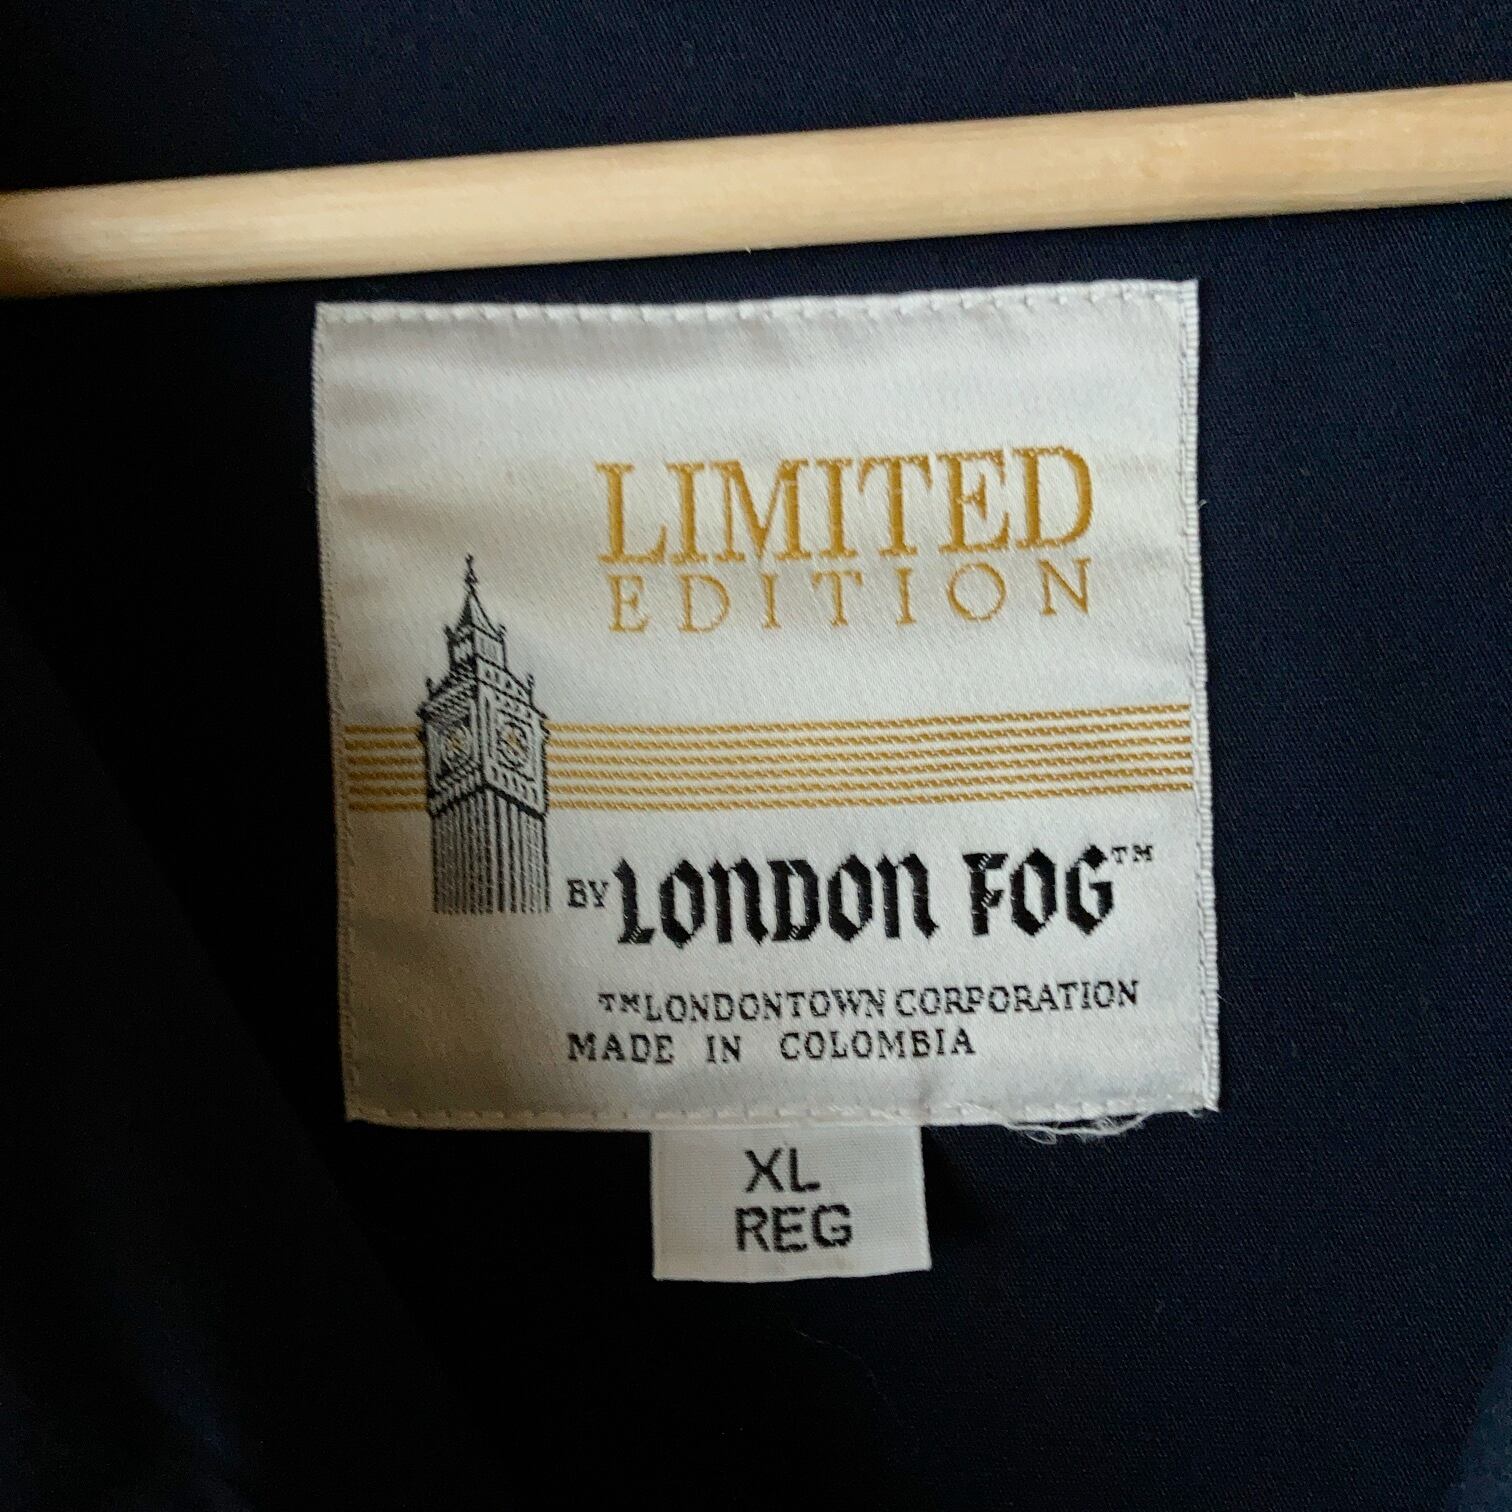 LIMITED
EDITION
BY LONDON FOG™
™LONDONTOWN CORPORATION
MADE IN COLOMBIA
XL
REG